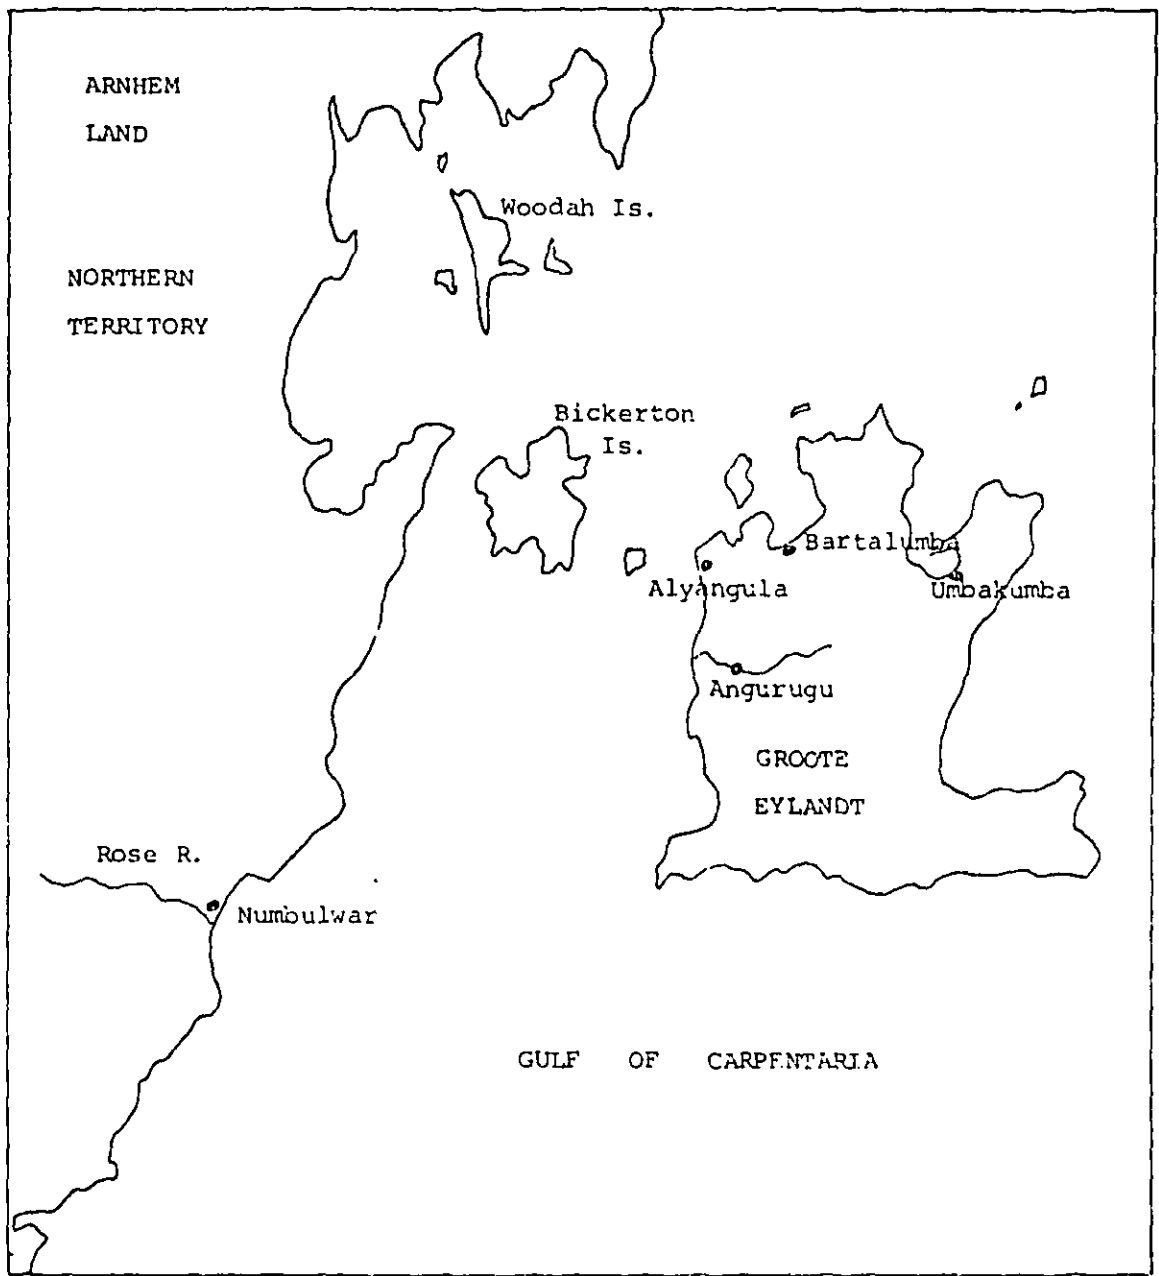 ARNHEM
LAND
Woodah Is.
NORTHERN
TERRITORY
Bickerton
Is.
Bartalumba
Alyangula
Umbakumba
Angurugu
GROOTE
EYLANDT
Rose R.
Numbulwar
GULF OF CARPENTARIA